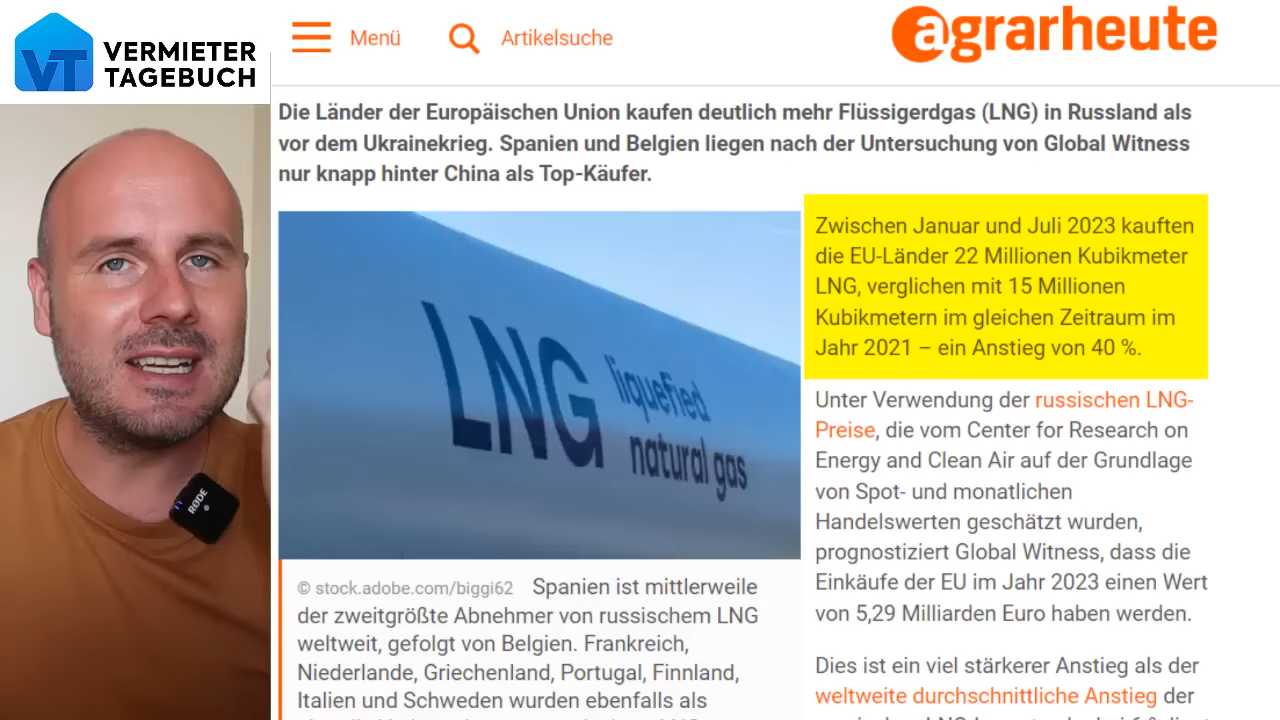 VERMIETER
TAGEBUCH
VT
Menü
Artikelsuche
agrarheute
Die Länder der Europäischen Union kaufen deutlich mehr Flüssigerdgas (LNG) in Russland als
vor dem Ukrainekrieg. Spanien und Belgien liegen nach der Untersuchung von Global Witness
nur knapp hinter China als Top-Käufer.
LNG
liquefied
natural gas
RØDE
© stock.adobe.com/biggi62 Spanien ist mittlerweile
der zweitgrößte Abnehmer von russischem LNG
weltweit, gefolgt von Belgien. Frankreich,
Niederlande, Griechenland, Portugal, Finnland,
Italien und Schweden wurden ebenfalls als
Zwischen Januar und Juli 2023 kauften
die EU-Länder 22 Millionen Kubikmeter
LNG, verglichen mit 15 Millionen
Kubikmetern im gleichen Zeitraum im
Jahr 2021 – ein Anstieg von 40 %.
Unter Verwendung der russischen LNG-
Preise, die vom Center for Research on
Energy and Clean Air auf der Grundlage
von Spot- und monatlichen
Handelswerten geschätzt wurden,
prognostiziert Global Witness, dass die
Einkäufe der EU im Jahr 2023 einen Wert
von 5,29 Milliarden Euro haben werden.
Dies ist ein viel stärkerer Anstieg als der
weltweite durchschnittliche Anstieg der